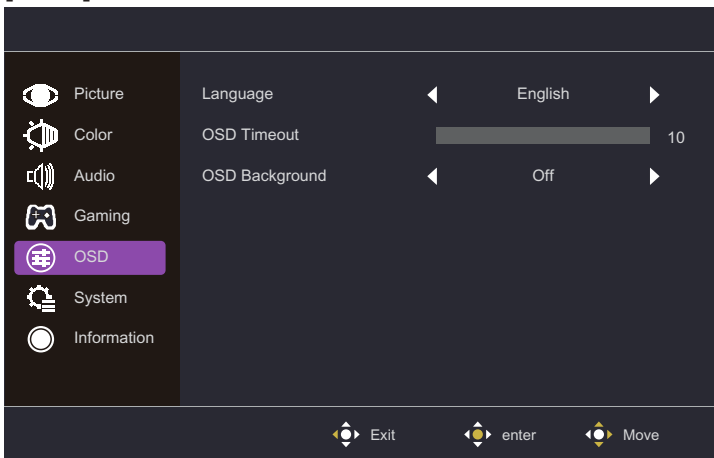 Picture
Language
English
Color
OSD Timeout
10
Audio
OSD Background
Off
Gaming
OSD
System
Information
Exit
enter
Move